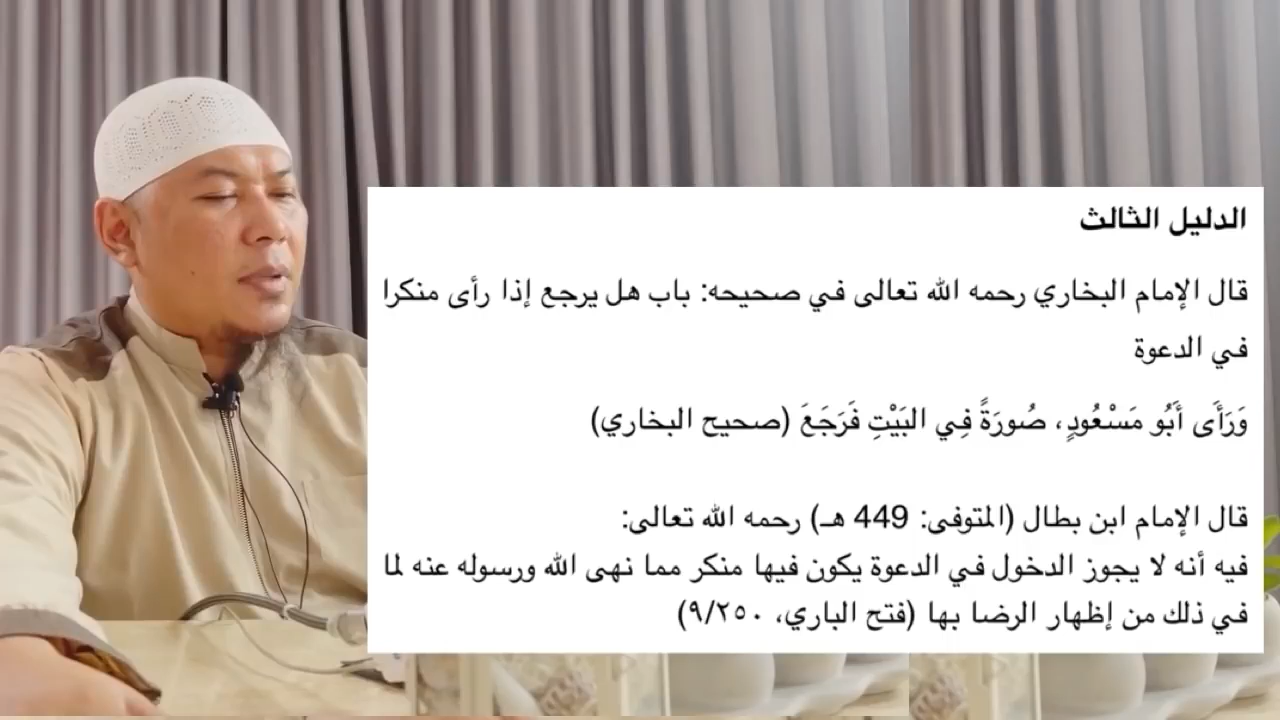 الدليل الثالث
قال الإمام البخاري رحمه الله تعالى في صحيحه: باب هل يرجع إذا رأى منكرا
في الدعوة
وَرَأَى أَبُو مَسْعُودٍ، صُورَةً فِي البَيْتِ فَرَجَعَ (صحيح البخاري)
قال الإمام ابن بطال (المتوفى: 449 هـ) رحمه الله تعالى:
فيه أنه لا يجوز الدخول في الدعوة يكون فيها منكر مما نهى الله ورسوله عنه لما
في ذلك من إظهار الرضا بها (فتح الباري، ٩/٢٥٠)